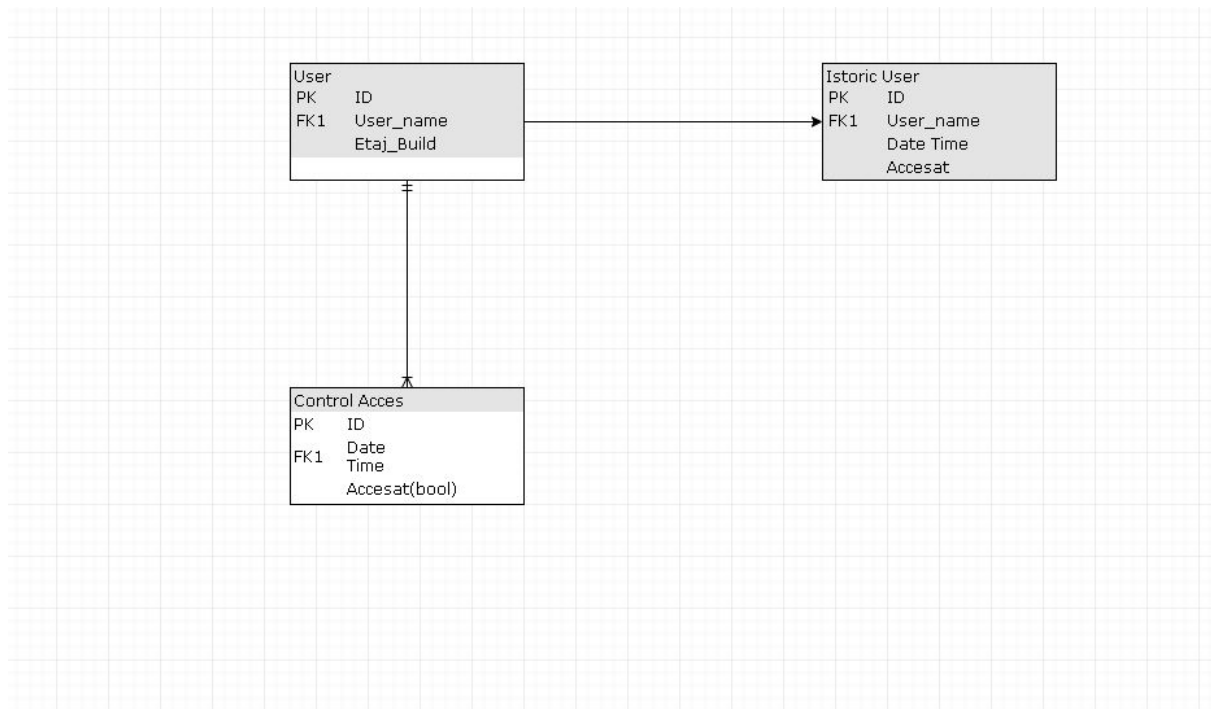 User
PK ID
FK1 User_name
Etaj_Build
Istoric User
PK ID
FK1 User_name
Date Time
Accesat
Control Acces
PK ID
FK1 Date
Time
Accesat(bool)